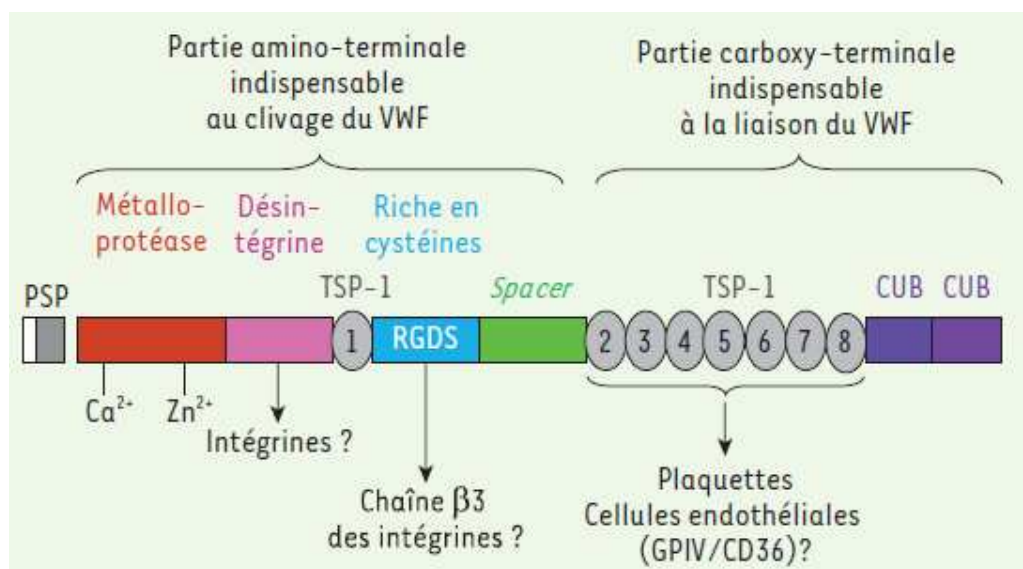 Partie amino-terminale
indispensable
au clivage du VWF
Partie carboxy-terminale
indispensable
à la liaison du VWF
Métallo-
protéase
Désin-
tégrine
Riche en
cystéines
PSP
TSP-1
Spacer
TSP-1
CUB
CUB
1
RGDS
2
3
4
5
6
7
8
Ca²⁺
Zn²⁺
Intégrines ?
Chaîne β3
des intégrines ?
Plaquettes
Cellules endothéliales
(GPIV/CD36)?